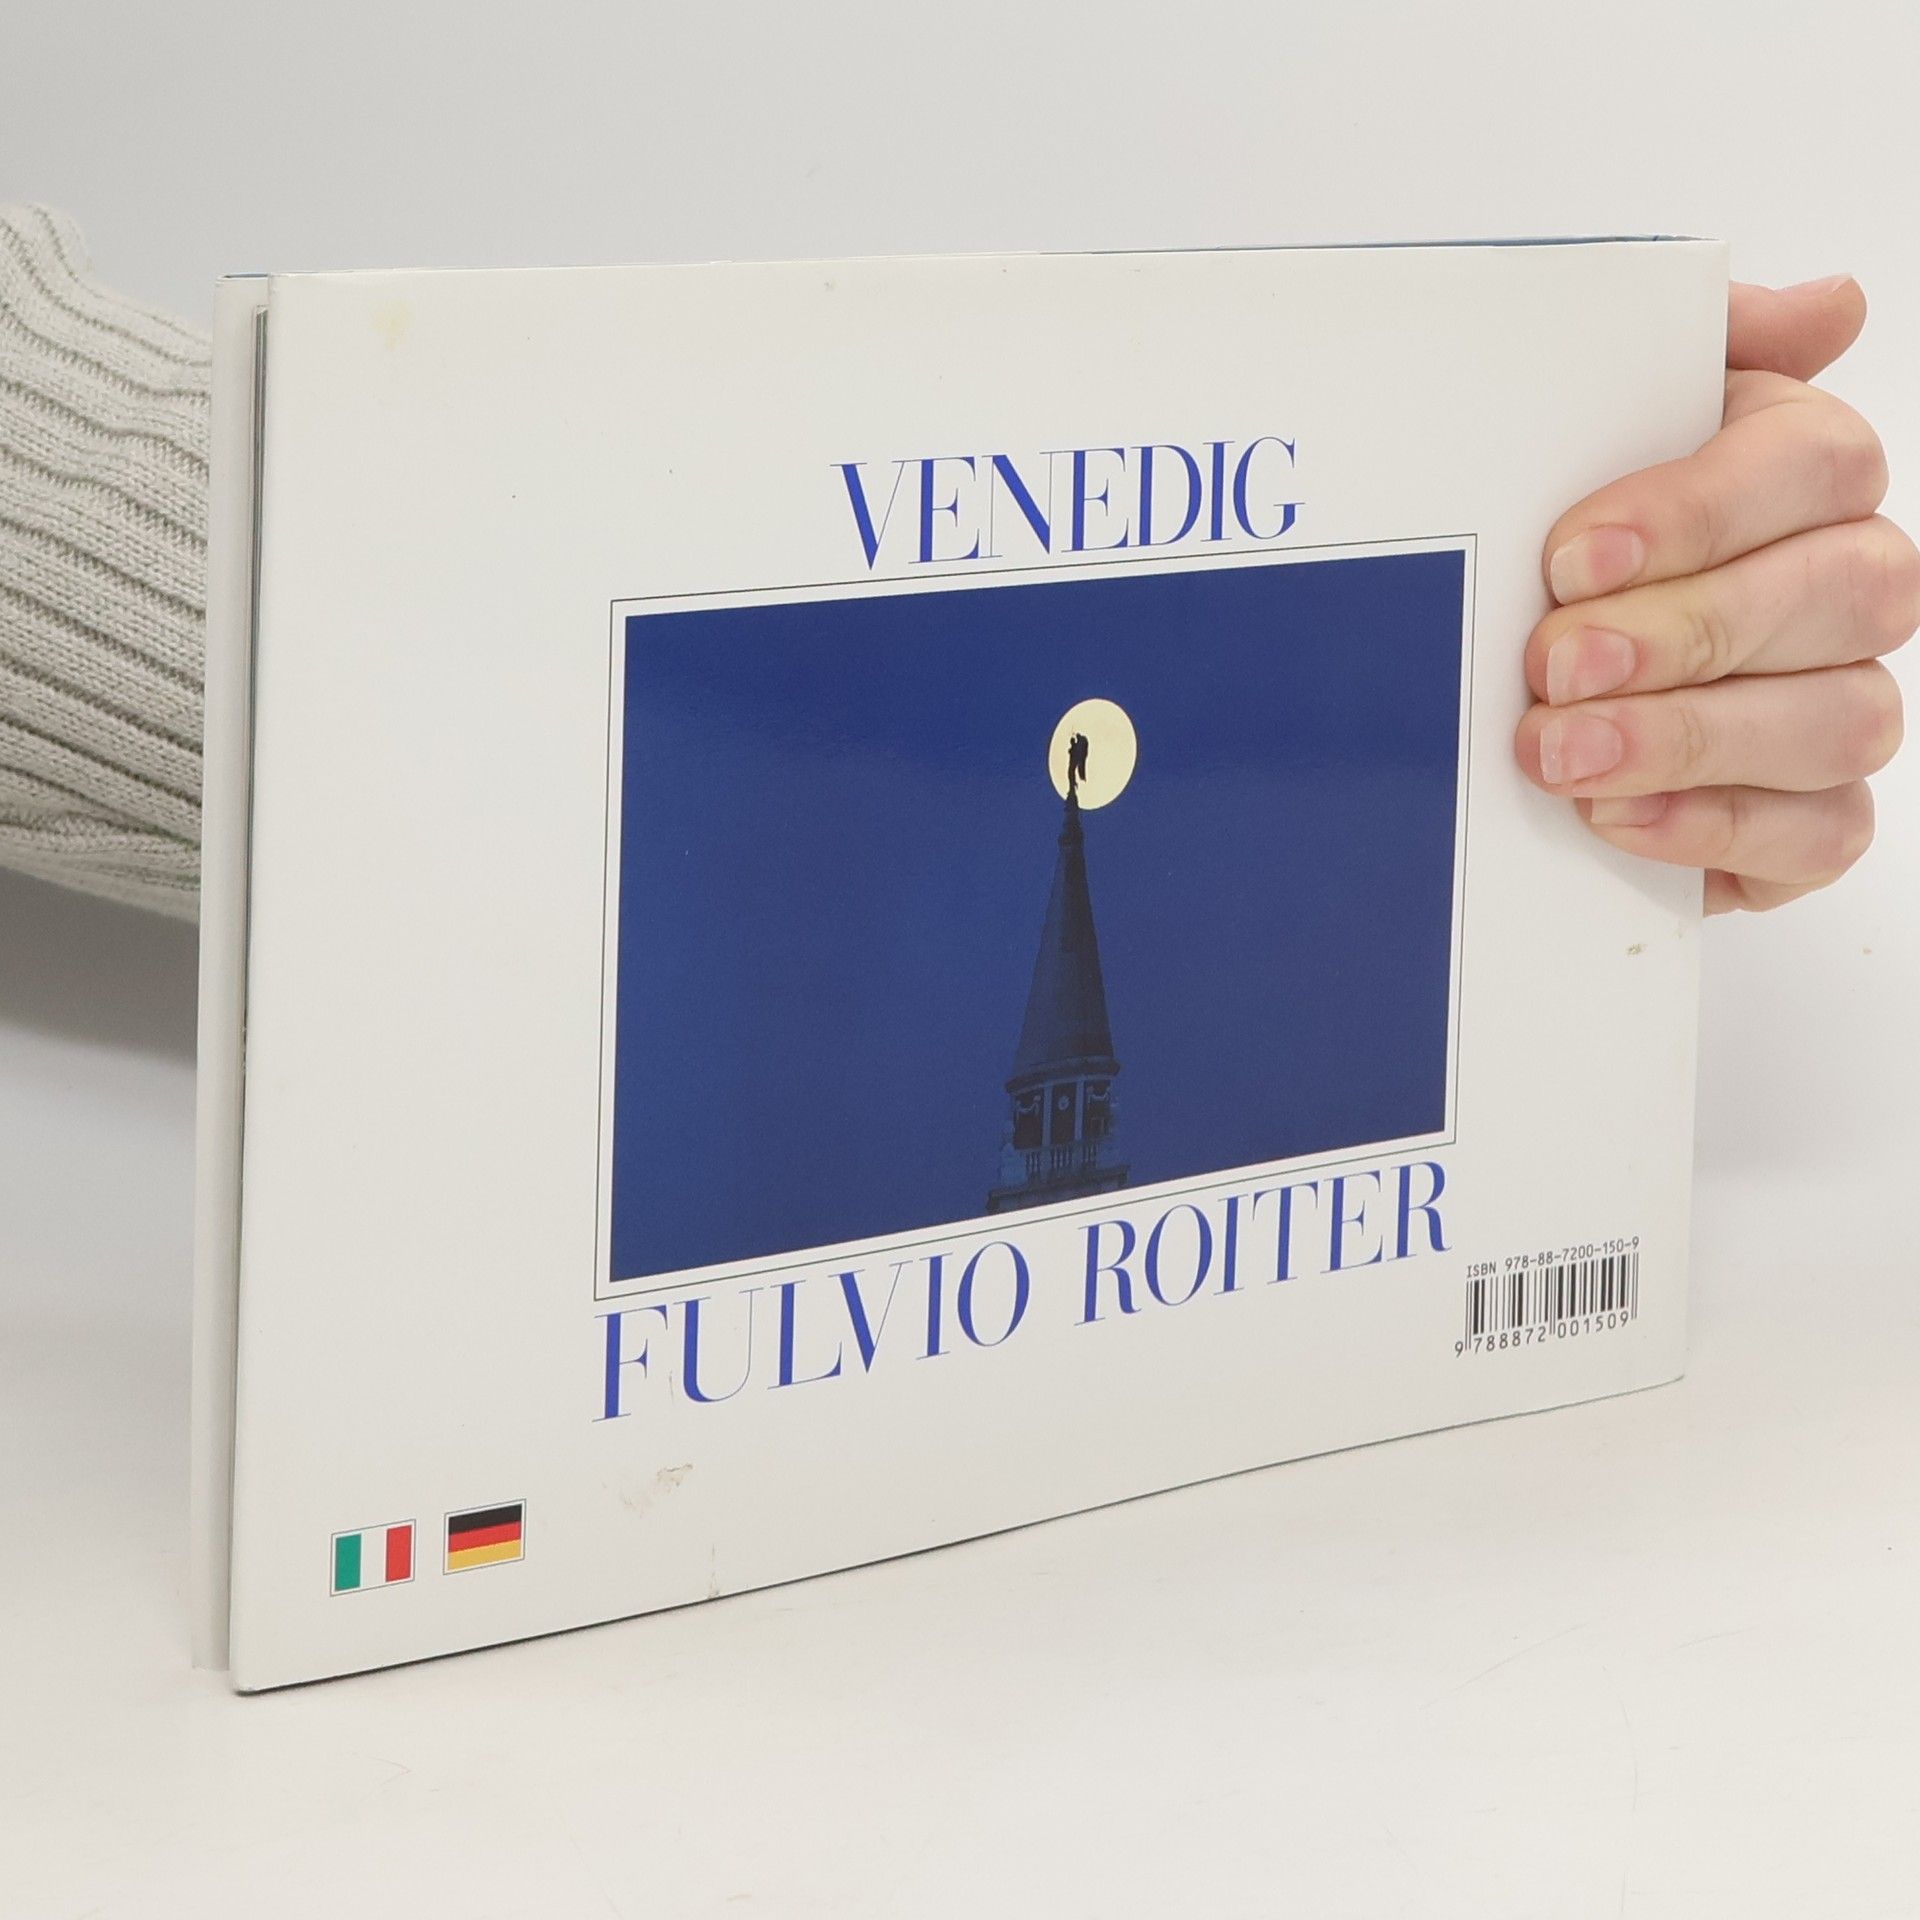 VENEDIG
FULVIO ROITER
ISBN 978-88-7200-150-9
9 788872 001509